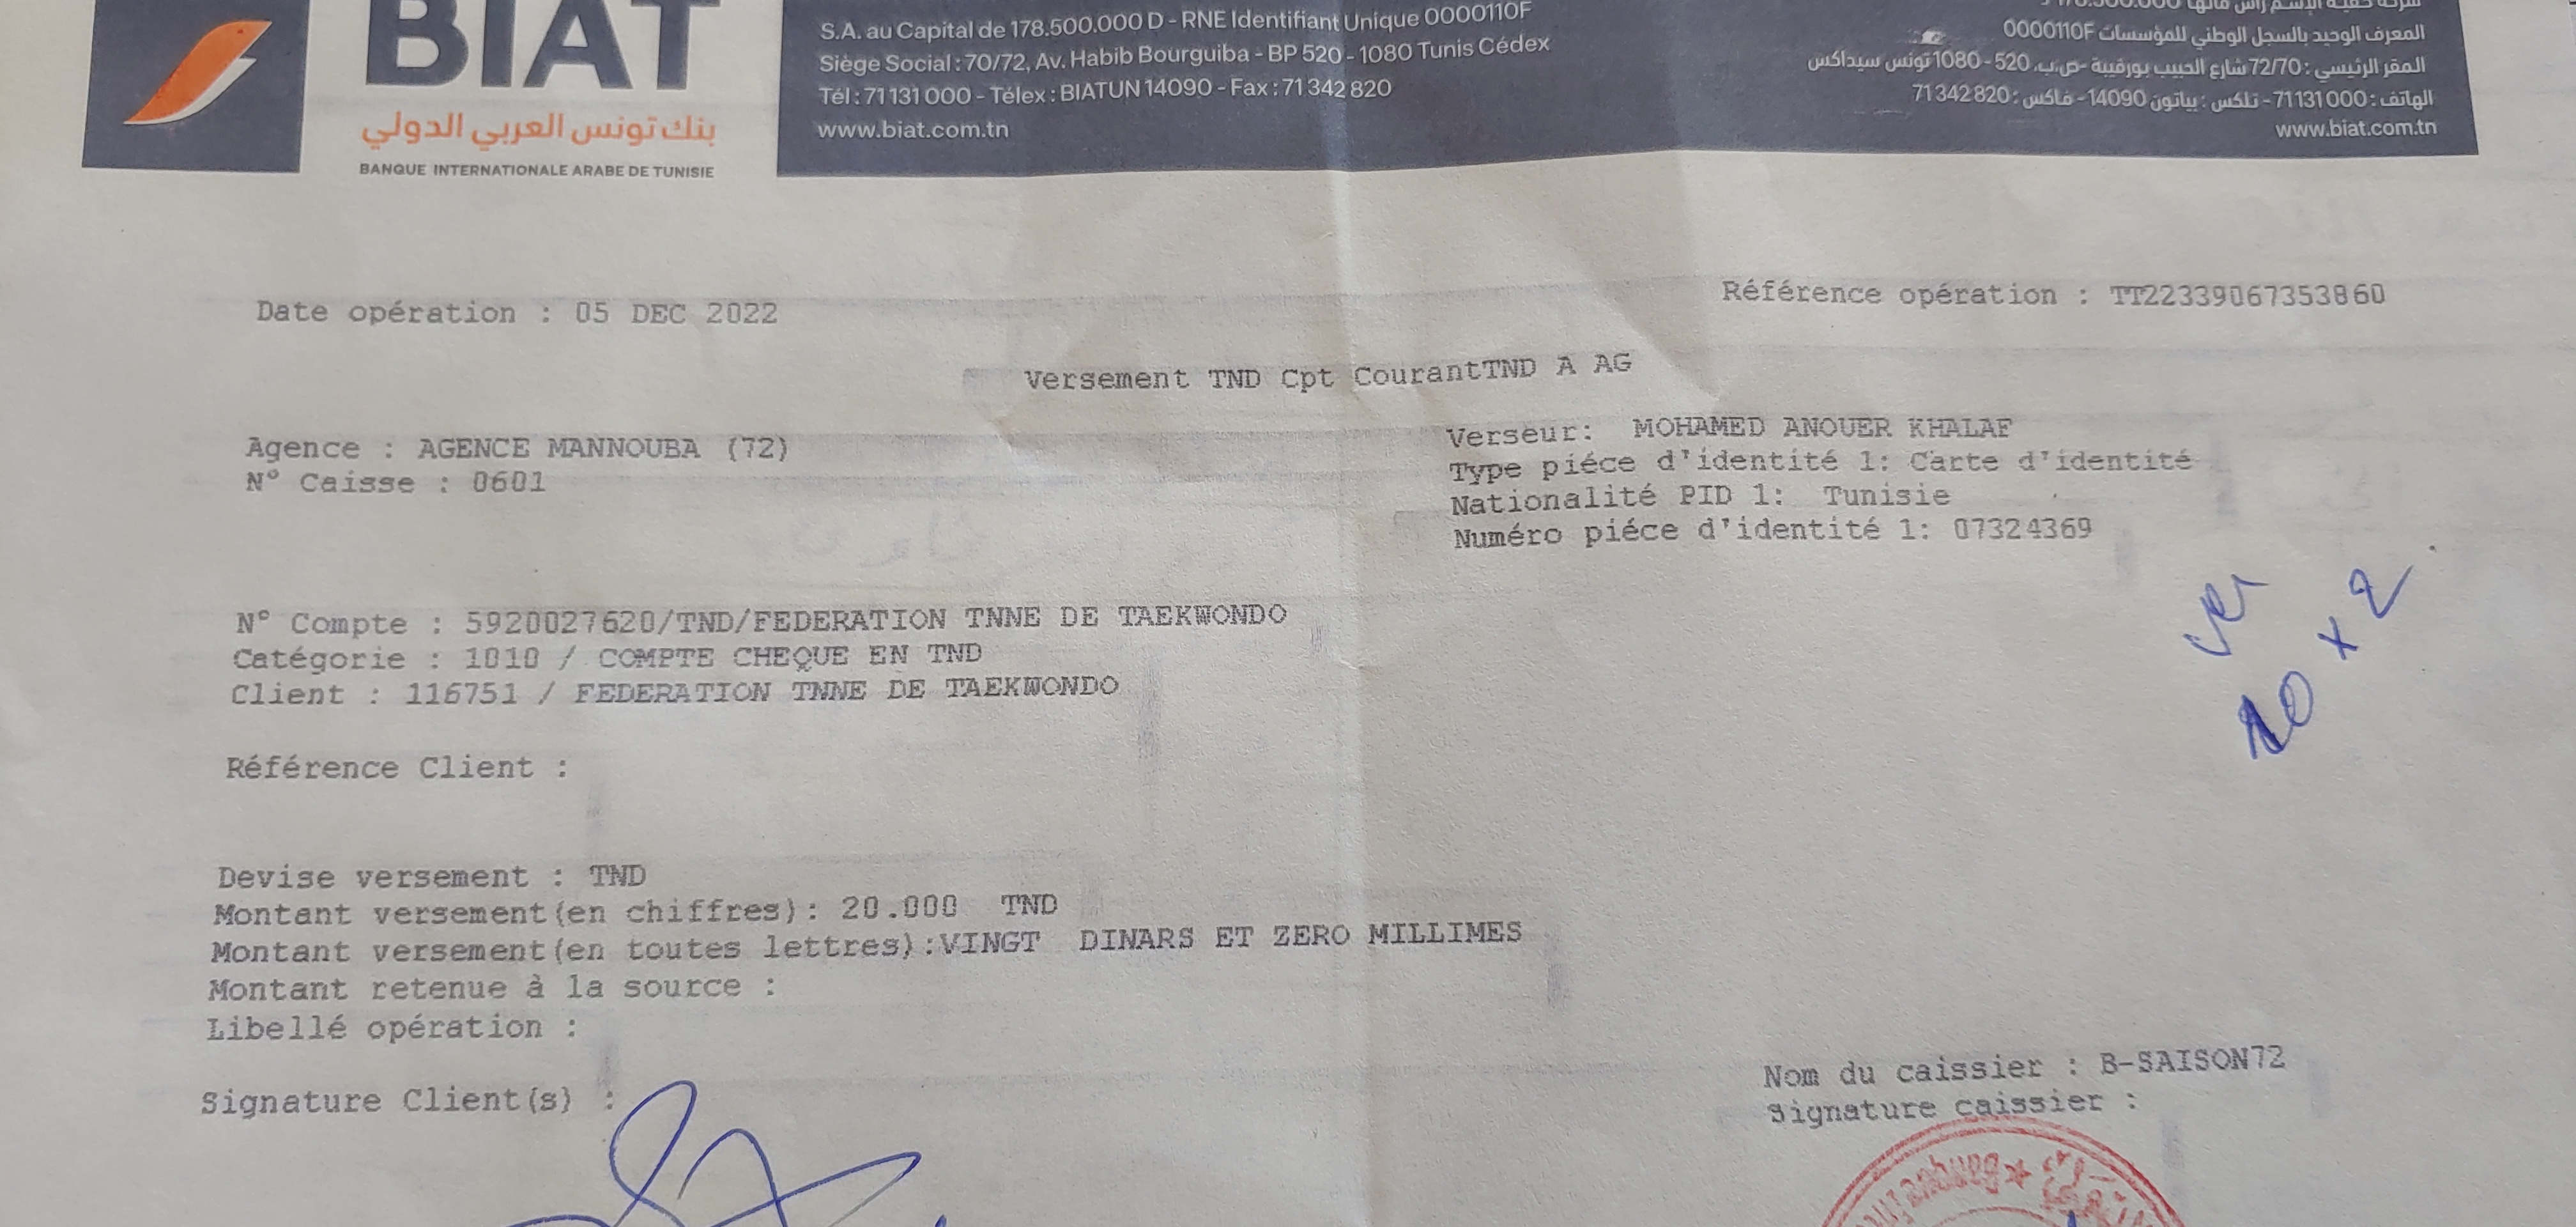 BIAT
بنك تونس العربي الدولي
BANQUE INTERNATIONALE ARABE DE TUNISIE
S.A. au Capital de 178.500.000 D - RNE Identifiant Unique 0000110F
Siège Social : 70/72, Av. Habib Bourguiba - BP 520 - 1080 Tunis Cédex
Tél : 71 131 000 - Télex : BIATUN 14090 - Fax : 71 342 820
www.biat.com.tn
المعرف الوحيد بالسجل الوطني للمؤسسات 0000110F
المقر الرئيسي : 72/70 شارع الحبيب بورقيبة -ص.ب. 520 - 1080 تونس سيداكس
الهاتف : 71131 000 - تلكس : بياتون 14090- فاكس : 71 342 820
www.biat.com.tn
Date opération : 05 DEC 2022
Référence opération : TT22339067353860
Versement TND Cpt CourantTND A AG
Agence : AGENCE MANNOUBA (72)
N° Caisse : 0601
Verseur: MOHAMED ANOUER KHALAF
Type piéce d'identité 1: Carte d'identité
Nationalité PID 1: Tunisie
Numéro piéce d'identité 1: 07324369
10 x 2
N° Compte : 5920027620/TND/FEDERATION TNNE DE TAEKWONDO
Catégorie : 1010 / COMPTE CHEQUE EN TND
Client : 116751 / FEDERATION TNNE DE TAEKWONDO
Référence Client :
Devise versement : TND
Montant versement(en chiffres): 20.000 TND
Montant versement(en toutes lettres):VINGT DINARS ET ZERO MILLIMES
Montant retenue à la source :
Libellé opération :
Signature Client(s) :
Nom du caissier : B-SAISON72
Signature caissier :